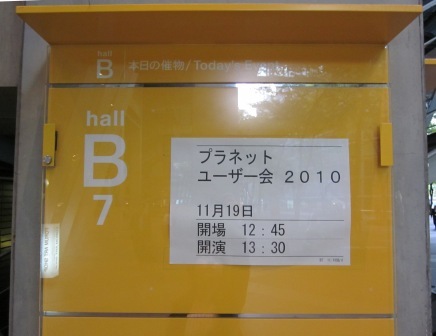 hall
B 本日の催物/Today's Event
hall
B
7
プラネット
ユーザー会 2010
11月19日
開場 12：45
開演 13：30